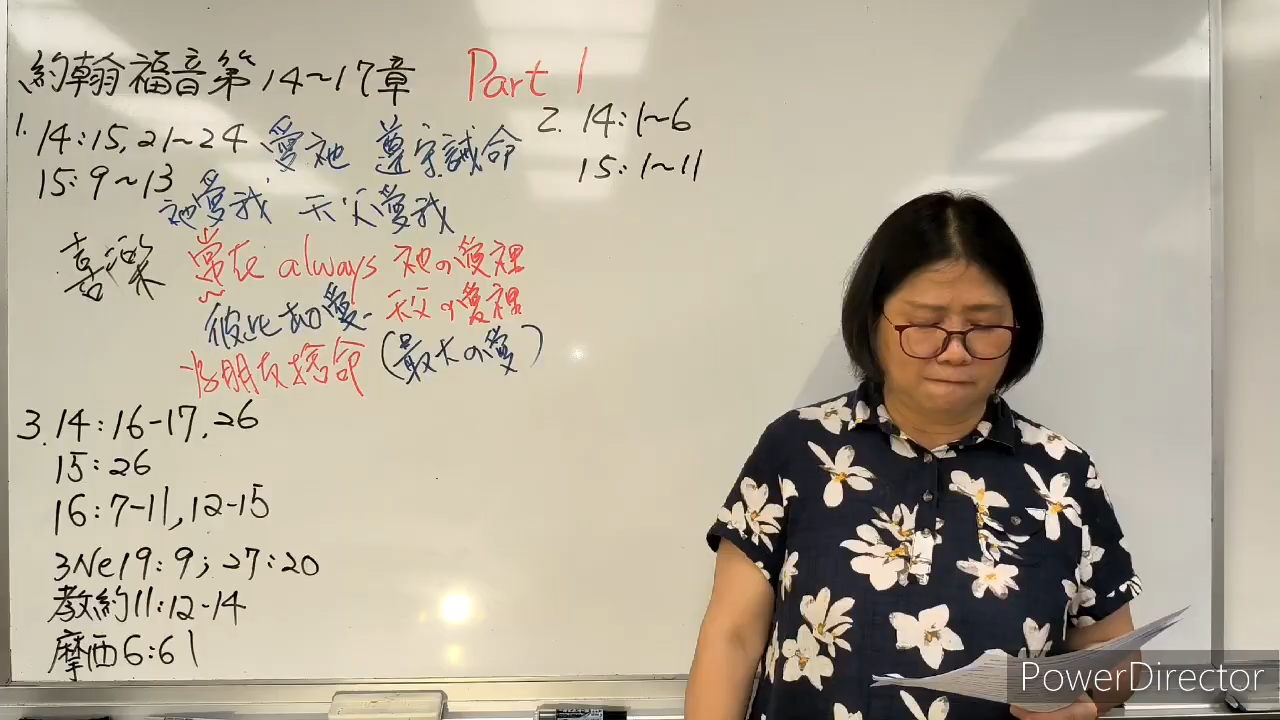 約翰福音第14~17章 Part 1
1. 14:15,21~24 愛祂 遵守誡命
15:9~13
祂愛我 天父愛我
喜樂 常在 always 祂の愛裡
彼此相愛. 天父の愛裡
為朋友捨命 (最大の愛)
2. 14:1~6
15:1~11
3. 14:16-17,26
15:26
16:7-11,12-15
3Ne19:9;27:20
教約11:12-14
摩西6:61
PowerDirector